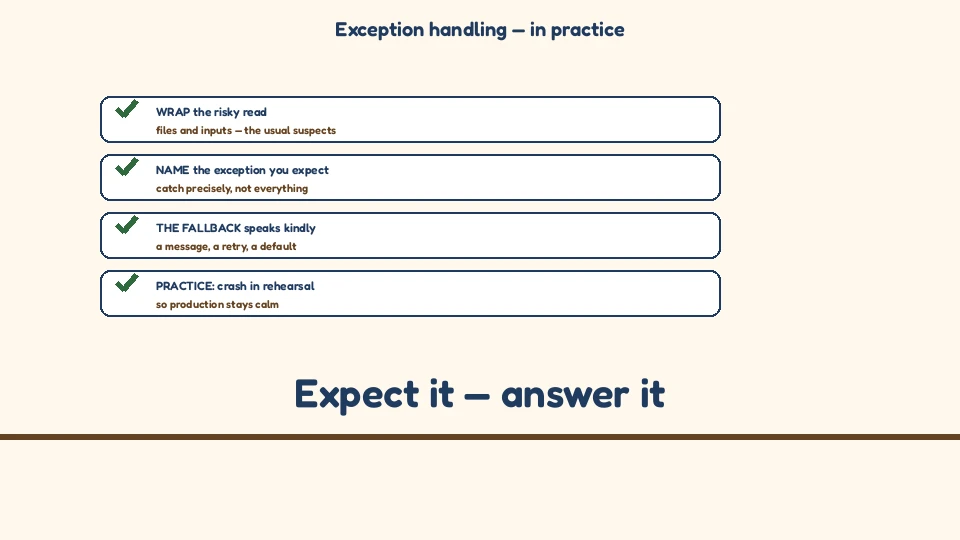 Exception handling — in practice
WRAP the risky read
files and inputs — the usual suspects
NAME the exception you expect
catch precisely, not everything
THE FALLBACK speaks kindly
a message, a retry, a default
PRACTICE: crash in rehearsal
so production stays calm
Expect it — answer it